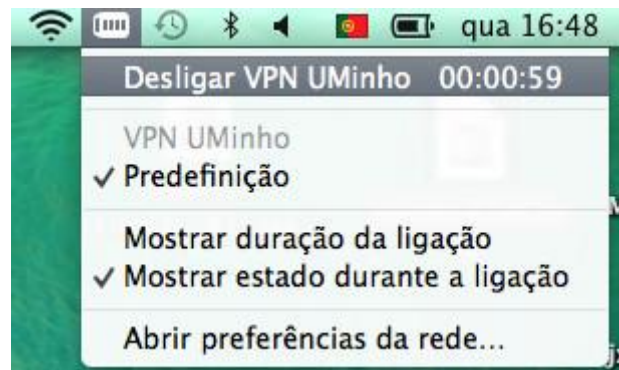 qua 16:48
Desligar VPN UMinho 00:00:59
VPN UMinho
✓ Predefinição
Mostrar duração da ligação
✓ Mostrar estado durante a ligação
Abrir preferências da rede...